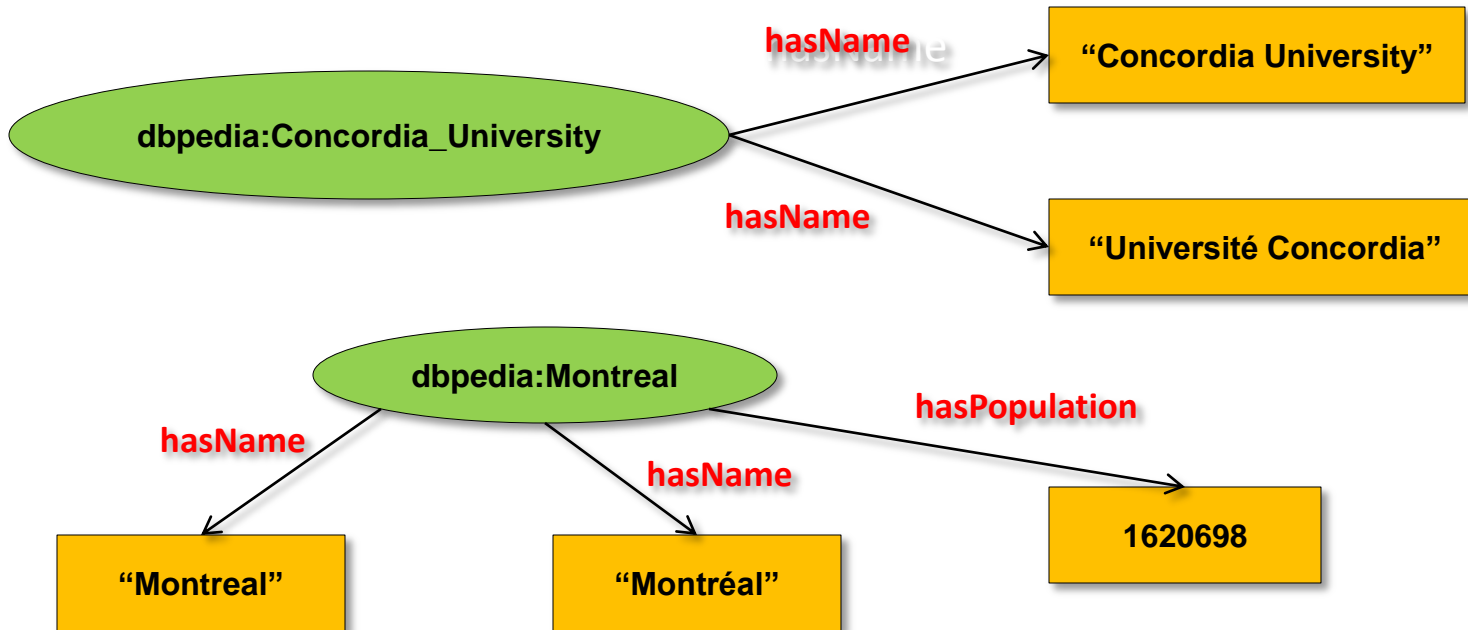 hasName
“Concordia University”
dbpedia:Concordia_University
hasName
“Université Concordia”
dbpedia:Montreal
hasPopulation
hasName
hasName
1620698
“Montreal”
“Montréal”